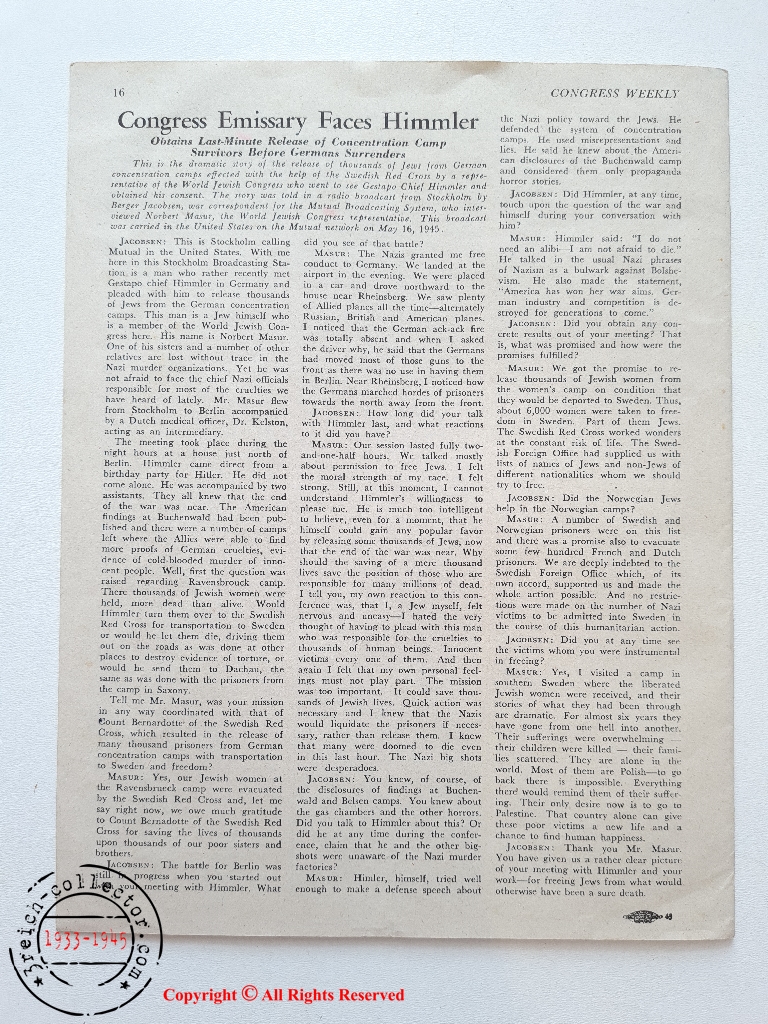 16
CONGRESS WEEKLY
Congress Emissary Faces Himmler
Obtains Last-Minute Release of Concentration Camp
Survivors Before Germans Surrenders
This is the dramatic story of the release of thousands of Jews from German
concentration camps effected with the help of the Swedish Red Cross by a repre-
sentative of the World Jewish Congress who went to see Gestapo Chief Himmler and
obtained his consent. The story was told in a radio broadcast from Stockholm by
Berger Jacobsen, war correspondent for the Mutual Broadcasting System, who inter-
viewed Norbert Masur, the World Jewish Congress representative. This broadcast
was carried in the United States on the Mutual network on May 16, 1945.
JACOBSEN: This is Stockholm calling
Mutual in the United States. With me
here in this Stockholm Broadcasting Sta-
tion is a man who rather recently met
Gestapo chief Himmler in Germany and
pleaded with him to release thousands
of Jews from the German concentration
camps. This man is a Jew himself who
is a member of the World Jewish Con-
gress here. His name is Norbert Masur.
One of his sisters and a number of other
relatives are lost without trace in the
Nazi murder organizations. Yet he was
not afraid to face the chief Nazi officials
responsible for most of the cruelties we
have heard of lately. Mr. Masur flew
from Stockholm to Berlin accompanied
by a Dutch medical officer, Dr. Kelston,
acting as an intermediary.
The meeting took place during the
night hours at a house just north of
Berlin. Himmler came direct from a
birthday party for Hitler. He did not
come alone. He was accompanied by two
assistants. They all knew that the end
of the war was near. The American
findings at Buchenwald had been pub-
lished and there were a number of camps
left where the Allies were able to find
more proofs of German cruelties, evi-
dence of cold-blooded murder of inno-
cent people. Well, first the question was
raised regarding Ravensbrouck camp.
There thousands of Jewish women were
held, more dead than alive. Would
Himmler turn them over to the Swedish
Red Cross for transportation to Sweden
or would he let them die, driving them
out on the roads as was done at other
places to destroy evidence of torture, or
would he send them to Dachau, the
same as was done with the prisoners from
the camp in Saxony.
Tell me Mr. Masur, was your mission
in any way coordinated with that of
Count Bernardotte of the Swedish Red
Cross, which resulted in the release of
many thousand prisoners from German
concentration camps with transportation
to Sweden and freedom?
MASUR: Yes, our Jewish women at
the Ravensbrueck camp were evacuated
by the Swedish Red Cross and, let me
say right now, we owe much gratitude
to Count Bernadotte of the Swedish Red
Cross for saving the lives of thousands
upon thousands of our poor sisters and
brothers.
JACOBSEN: The battle for Berlin was
still in progress when you started out
your meeting with Himmler. What
did you see of that battle?
MASUR: The Nazis granted me free
conduct to Germany. We landed at the
airport in the evening. We were placed
in a car and drove northward to the
house near Rheinsberg. We saw plenty
of Allied planes all the time—alternately
Russian, British and American planes.
I noticed that the German ack-ack fire
was totally absent and when I asked
the driver why, he said that the Germans
had moved most of those guns to the
front as there was no use in having them
in Berlin. Near Rheinsberg, I noticed how
the Germans marched hordes of prisoners
towards the north away from the front.
JACOBSEN: How long did your talk
with Himmler last, and what reactions
to it did you have?
MASUR: Our session lasted fully two-
and-one-half hours. We talked mostly
about permission to free Jews. I felt
the moral strength of my race. I felt
strong. Still, at this moment, I cannot
understand Himmler's willingness to
please me. He is much too intelligent
to believe, even for a moment, that he
himself could gain any popular favor
by releasing some thousands of Jews, now
that the end of the war was near. Why
should the saving of a mere thousand
lives save the position of those who are
responsible for many millions of dead.
I tell you, my own reaction to this con-
ference was, that I, a Jew myself, felt
nervous and uneasy—I hated the very
thought of having to plead with this man
who was responsible for the cruelties to
thousands of human beings. Innocent
victims every one of them. And then
again I felt that my own personal feel-
ings must not play part. The mission
was too important. It could save thou-
sands of Jewish lives. Quick action was
necessary and I knew that the Nazis
would liquidate the prisoners if neces-
sary, rather than release them. I knew
that many were doomed to die even
in this last hour. The Nazi big shots
were desperadoes.
JACOBSEN: You knew, of course, of
the disclosures of findings at Buchen-
wald and Belsen camps. You knew about
the gas chambers and the other horrors.
Did you talk to Himmler about this? Or
did he at any time during the confer-
ence, claim that he and the other big-
shots were unaware of the Nazi murder
factories?
MASUR: Himler, himself, tried well
enough to make a defense speech about
the Nazi policy toward the Jews. He
defended the system of concentration
camps. He used misrepresentations and
lies. He said he knew about the Ameri-
can disclosures of the Buchenwald camp
and considered them only propaganda
horror stories.
JACOBSEN: Did Himmler, at any time,
touch upon the question of the war and
himself during your conversation with
him?
MASUR: Himmler said: "I do not
need an alibi—I am not afraid to die."
He talked in the usual Nazi phrases
of Nazism as a bulwark against Bolshe-
vism. He also made the statement,
"America has won her war aims. Ger-
man industry and competition is de-
stroyed for generations to come."
JACOBSEN: Did you obtain any con-
crete results out of your meeting? That
is, what was promised and how were the
promises fulfilled?
MASUR: We got the promise to re-
lease thousands of Jewish women from
the women's camp on condition that
they would be deported to Sweden. Thus,
about 6,000 women were taken to free-
dom in Sweden. Part of them Jews.
The Swedish Red Cross worked wonders
at the constant risk of life. The Swed-
ish Foreign Office had supplied us with
lists of names of Jews and non-Jews of
different nationalities whom we should
try to free.
JACOBSEN: Did the Norwegian Jews
help in the Norwegian camps?
MASUR: A number of Swedish and
Norwegian prisoners were on this list
and there was a promise also to evacuate
some few hundred French and Dutch
prisoners. We are deeply indebted to the
Swedish Foreign Office which, of its
own accord, supported us and made the
whole action possible. And no restric-
tions were made on the number of Nazi
victims to be admitted into Sweden in
the course of this humanitarian action.
JACOBSEN: Did you at any time see
the victims whom you were instrumental
in freeing?
MASUR: Yes, I visited a camp in
southern Sweden where the liberated
Jewish women were received, and their
stories of what they had been through
are dramatic. For almost six years they
have gone from one hell into another.
Their sufferings were overwhelming —
their children were killed — their fami-
lies scattered. They are alone in the
world. Most of them are Polish—to go
back there is impossible. Everything
there would remind them of their suffer-
ing. Their only desire now is to go to
Palestine. That country alone can give
these poor victims a new life and a
chance to find human happiness.
JACOBSEN: Thank you Mr. Masur.
You have given us a rather clear picture
of your meeting with Himmler and your
work—for freeing Jews from what would
otherwise have been a sure death.
3reich-collector.com
1933-1945
Copyright © All Rights Reserved